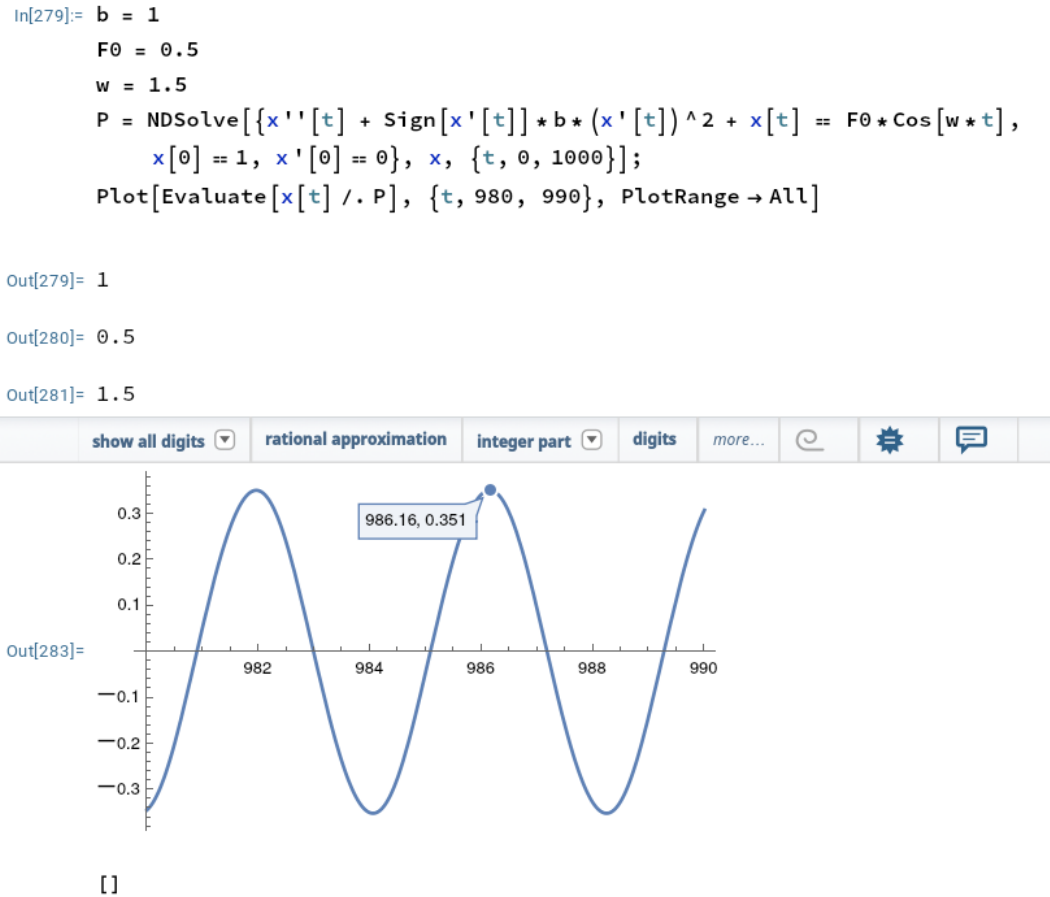 In[279]:= b = 1
F0 = 0.5
w = 1.5
P = NDSolve[{x''[t] + Sign[x'[t]] * b * (x'[t]) ^ 2 + x[t] == F0 * Cos[w * t],
x[0] == 1, x'[0] == 0}, x, {t, 0, 1000}];
Plot[Evaluate[x[t] /. P], {t, 980, 990}, PlotRange → All]
Out[279]= 1
Out[280]= 0.5
Out[281]= 1.5
show all digits rational approximation integer part digits more...
0.3
986.16, 0.351
0.2
0.1
Out[283]=
982 984 986 988 990
-0.1
-0.2
-0.3
[]